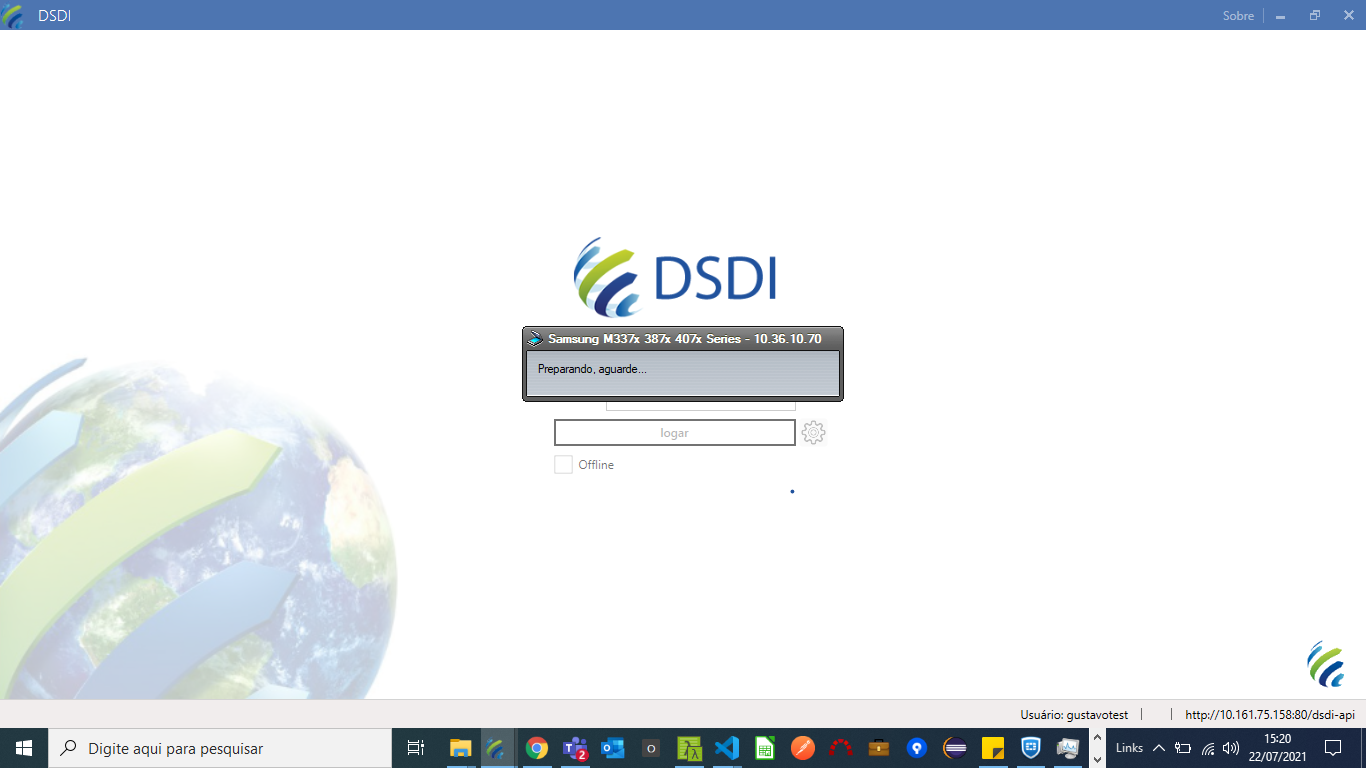 DSDI
Sobre
DSDI
Samsung M337x 387x 407x Series - 10.36.10.70
Preparando, aguarde...
logar
Offline
Usuário: gustavotest
http://10.161.75.158:80/dsdi-api
Digite aqui para pesquisar
2
Links
15:20
22/07/2021